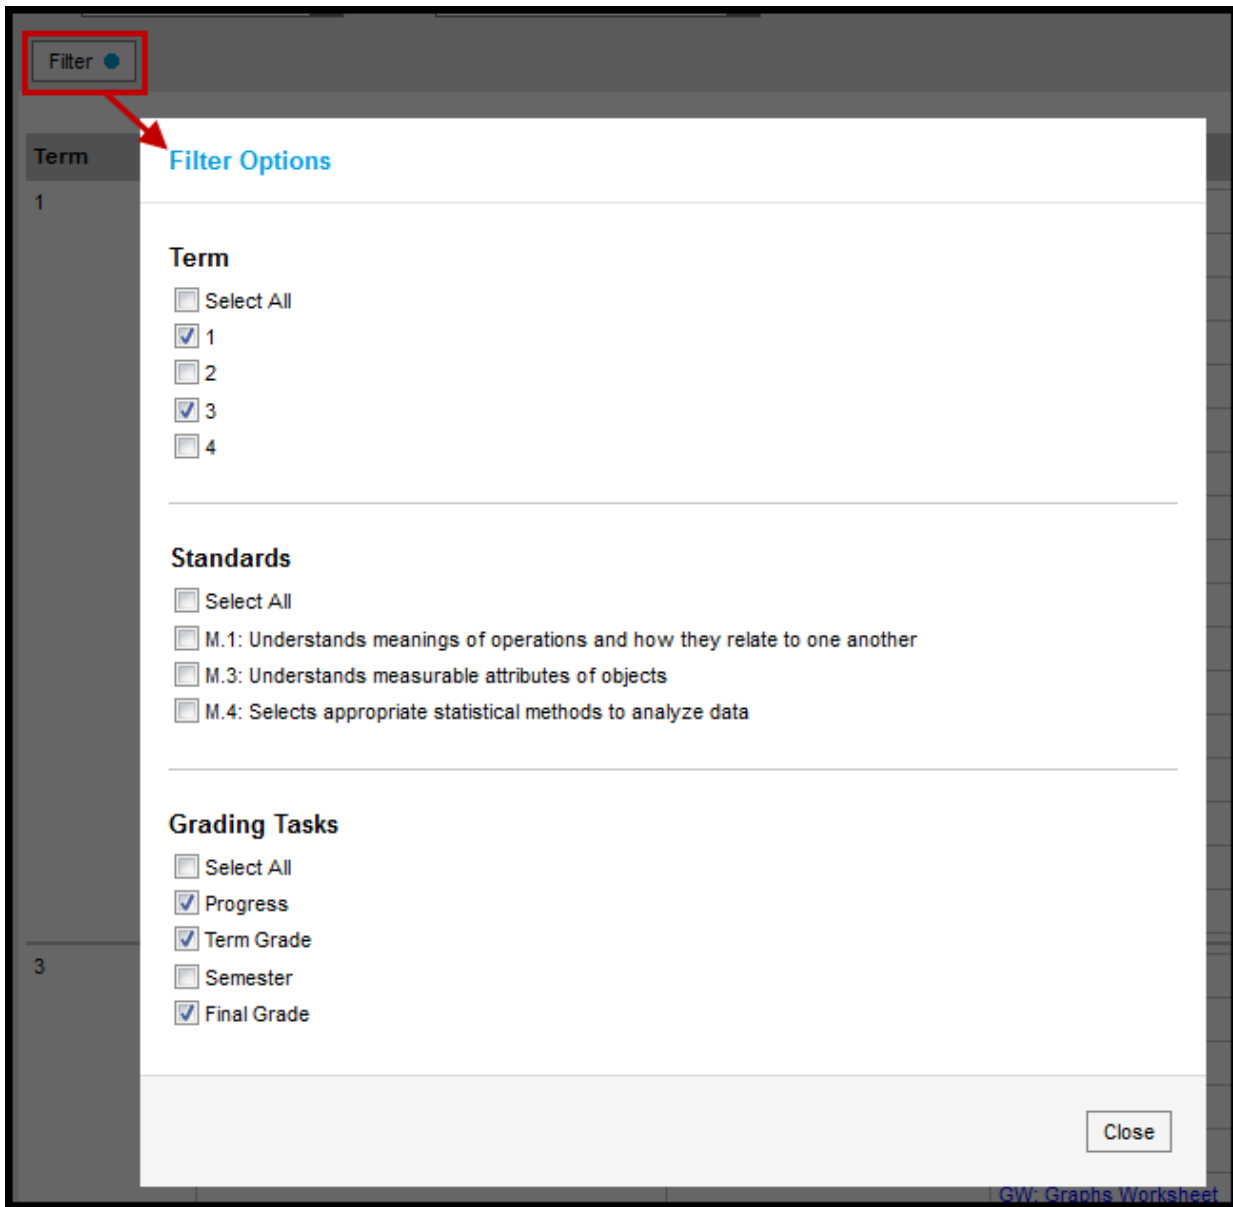 Filter
Term
Filter Options
1
Term
Select All
1
2
3
4
Standards
Select All
M.1: Understands meanings of operations and how they relate to one another
M.3: Understands measurable attributes of objects
M.4: Selects appropriate statistical methods to analyze data
Grading Tasks
Select All
Progress
Term Grade
3
Semester
Final Grade
Close
GW: Graphs Worksheet